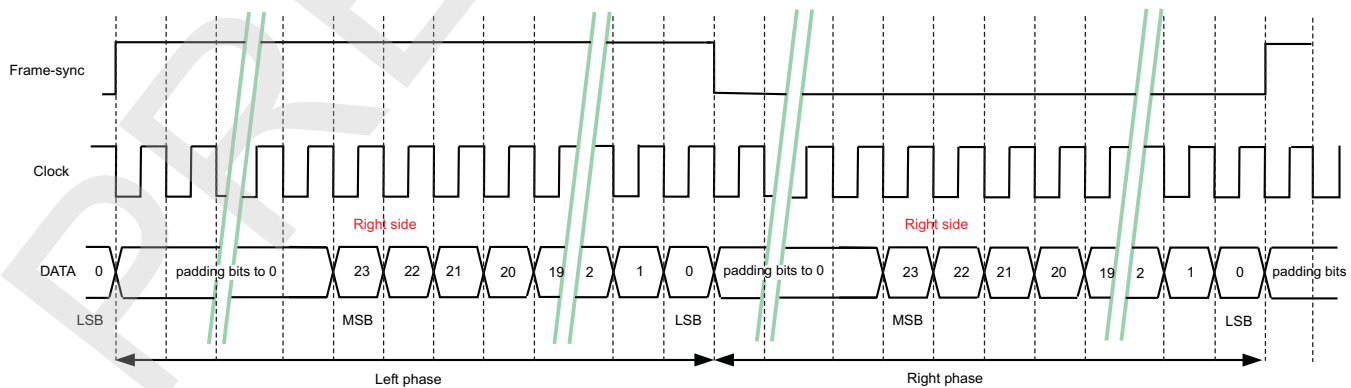 PRE
Frame-sync
Clock
Right side Right side
DATA 0 padding bits to 0 23 22 21 20 19 2 1 0 padding bits to 0 23 22 21 20 19 2 1 0 padding bits
LSB MSB LSB MSB LSB
Left phase Right phase